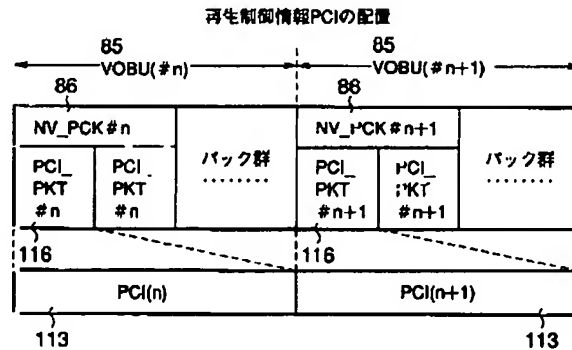 再生制御情報PCIの配置
85 85
VOBU(#n) VOBU(#n+1)
86 86
NV_PCK#n パック群 NV_PCK#n+1 パック群
PCI_ PCI_ ........ PCI_ PCI_ ........
PKT PKT PKT PKT
#n #n #n+1 #n+1
116 116
PCI(n) PCI(n+1)
113 113